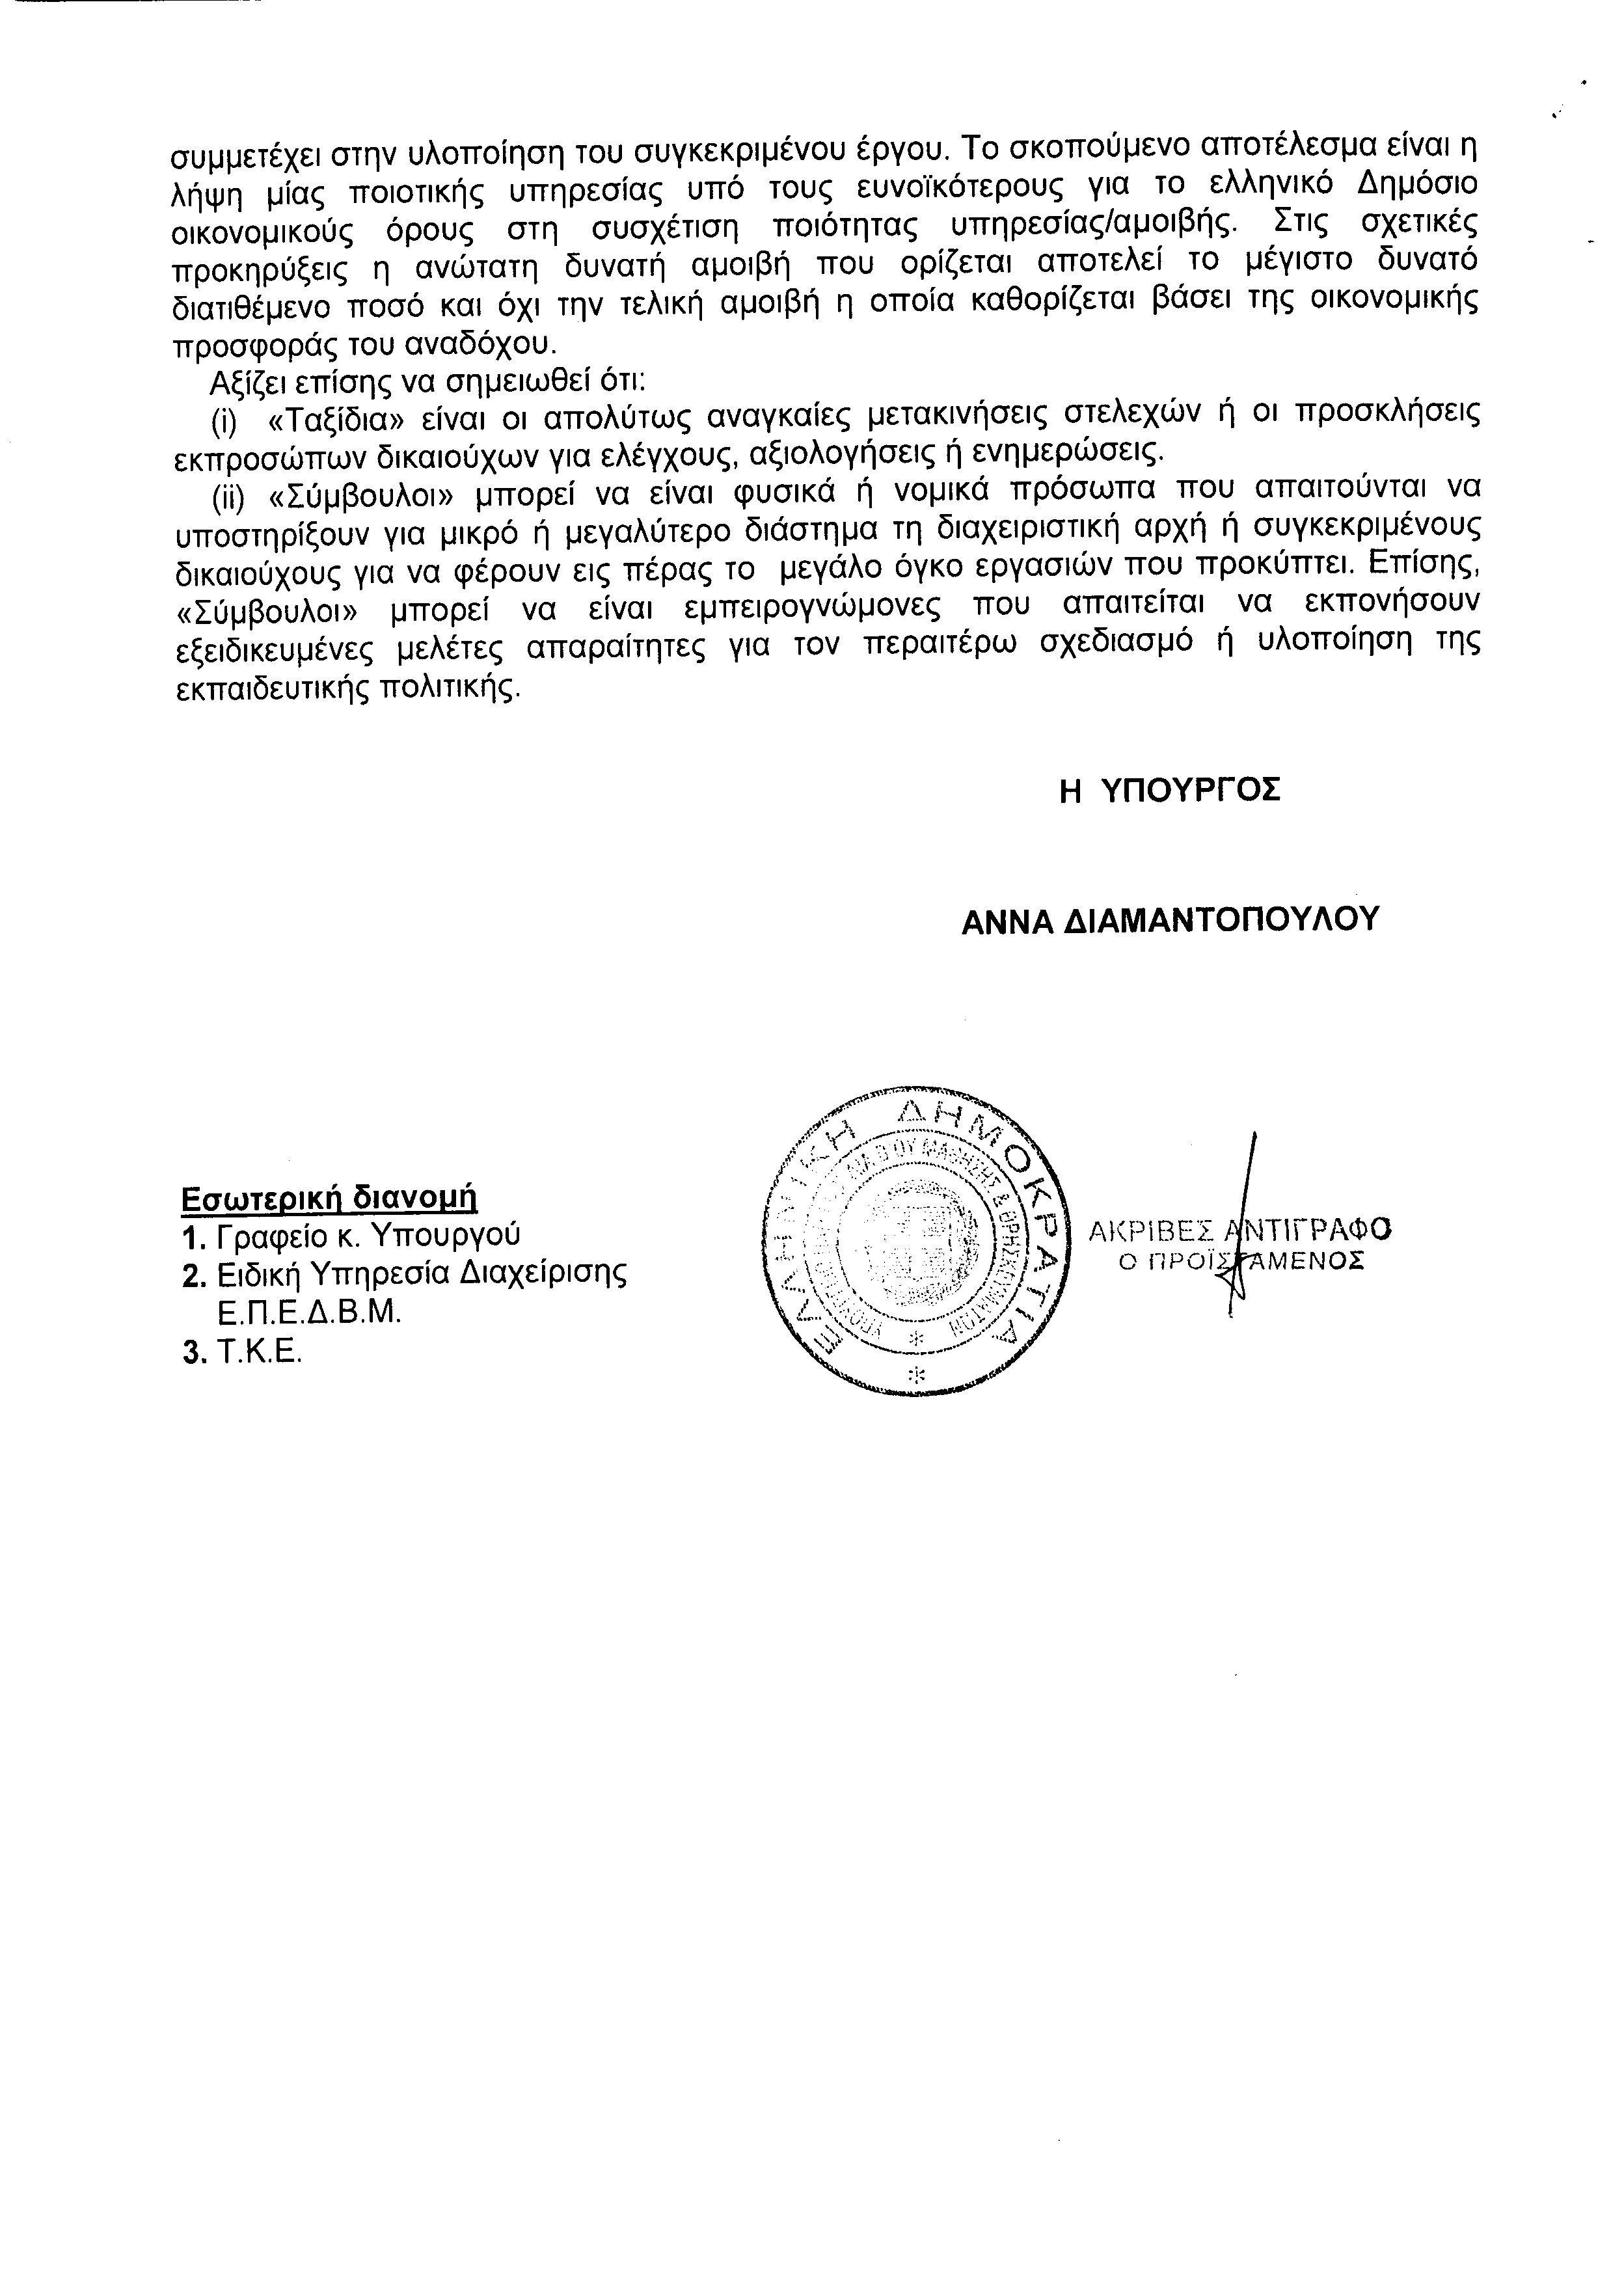 συμμετέχει στην υλοποίηση του συγκεκριμένου έργου. Το σκοπούμενο αποτέλεσμα είναι η
λήψη μίας ποιοτικής υπηρεσίας υπό τους ευνοϊκότερους για το ελληνικό Δημόσιο
οικονομικούς όρους στη συσχέτιση ποιότητας υπηρεσίας/αμοιβής. Στις σχετικές
προκηρύξεις η ανώτατη δυνατή αμοιβή που ορίζεται αποτελεί το μέγιστο δυνατό
διατιθέμενο ποσό και όχι την τελική αμοιβή η οποία καθορίζεται βάσει της οικονομικής
προσφοράς του αναδόχου.
Αξίζει επίσης να σημειωθεί ότι:
(i) «Ταξίδια» είναι οι απολύτως αναγκαίες μετακινήσεις στελεχών ή οι προσκλήσεις
εκπροσώπων δικαιούχων για ελέγχους, αξιολογήσεις ή ενημερώσεις.
(ii) «Σύμβουλοι» μπορεί να είναι φυσικά ή νομικά πρόσωπα που απαιτούνται να
υποστηρίξουν για μικρό ή μεγαλύτερο διάστημα τη διαχειριστική αρχή ή συγκεκριμένους
δικαιούχους για να φέρουν εις πέρας το μεγάλο όγκο εργασιών που προκύπτει. Επίσης,
«Σύμβουλοι» μπορεί να είναι εμπειρογνώμονες που απαιτείται να εκπονήσουν
εξειδικευμένες μελέτες απαραίτητες για τον περαιτέρω σχεδιασμό ή υλοποίηση της
εκπαιδευτικής πολιτικής.
Η ΥΠΟΥΡΓΟΣ
ΑΝΝΑ ΔΙΑΜΑΝΤΟΠΟΥΛΟΥ
Εσωτερική διανομή
1. Γραφείο κ. Υπουργού
2. Ειδική Υπηρεσία Διαχείρισης
Ε.Π.Ε.Δ.Β.Μ.
3. Τ.Κ.Ε.
ΕΛΛΗΝΙΚΗ ΔΗΜΟΚΡΑΤΙΑ
ΔΙΑ ΒΙΟΥ ΜΑΘΗΣΗΣ & ΘΡΗΣΚΕΥΜΑΤΩΝ
ΑΚΡΙΒΕΣ ΑΝΤΙΓΡΑΦΟ
Ο ΠΡΟΪΣΤΑΜΕΝΟΣ